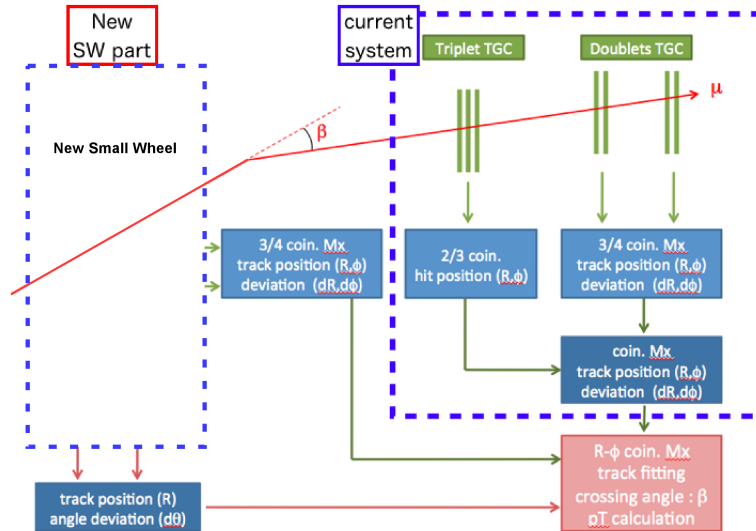 New
SW part
current
system
Triplet TGC
Doublets TGC
β
μ
New Small Wheel
3/4 coin. Mx
track position (R,ϕ)
deviation (dR,dϕ)
2/3 coin.
hit position (R,ϕ)
3/4 coin. Mx
track position (R,ϕ)
deviation (dR,dϕ)
coin. Mx
track position (R,ϕ)
deviation (dR,dϕ)
R-ϕ coin. Mx
track fitting
crossing angle : β
pT calculation
track position (R)
angle deviation (dθ)